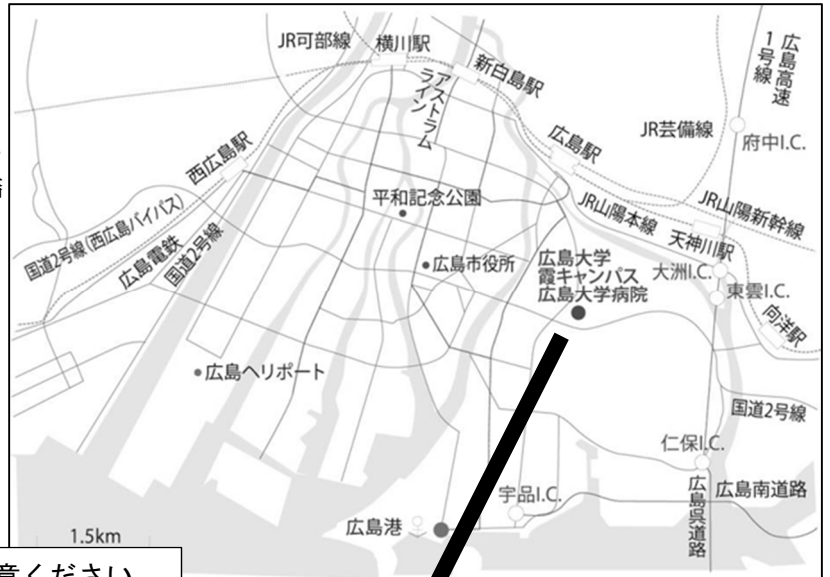 JR可部線
横川駅
アストラム
ライン
新白島駅
広島高速
1号線
西広島駅
広島駅
JR芸備線
府中I.C.
平和記念公園
JR山陽本線
JR山陽新幹線
天神川駅
国道2号線(西広島バイパス)
広島電鉄
国道2号線
広島市役所
広島大学
霞キャンパス
広島大学病院
大洲I.C.
東雲I.C.
向洋駅
広島ヘリポート
国道2号線
仁保I.C.
広島港
宇品I.C.
広島呉道路
広島南道路
1.5km
意ください